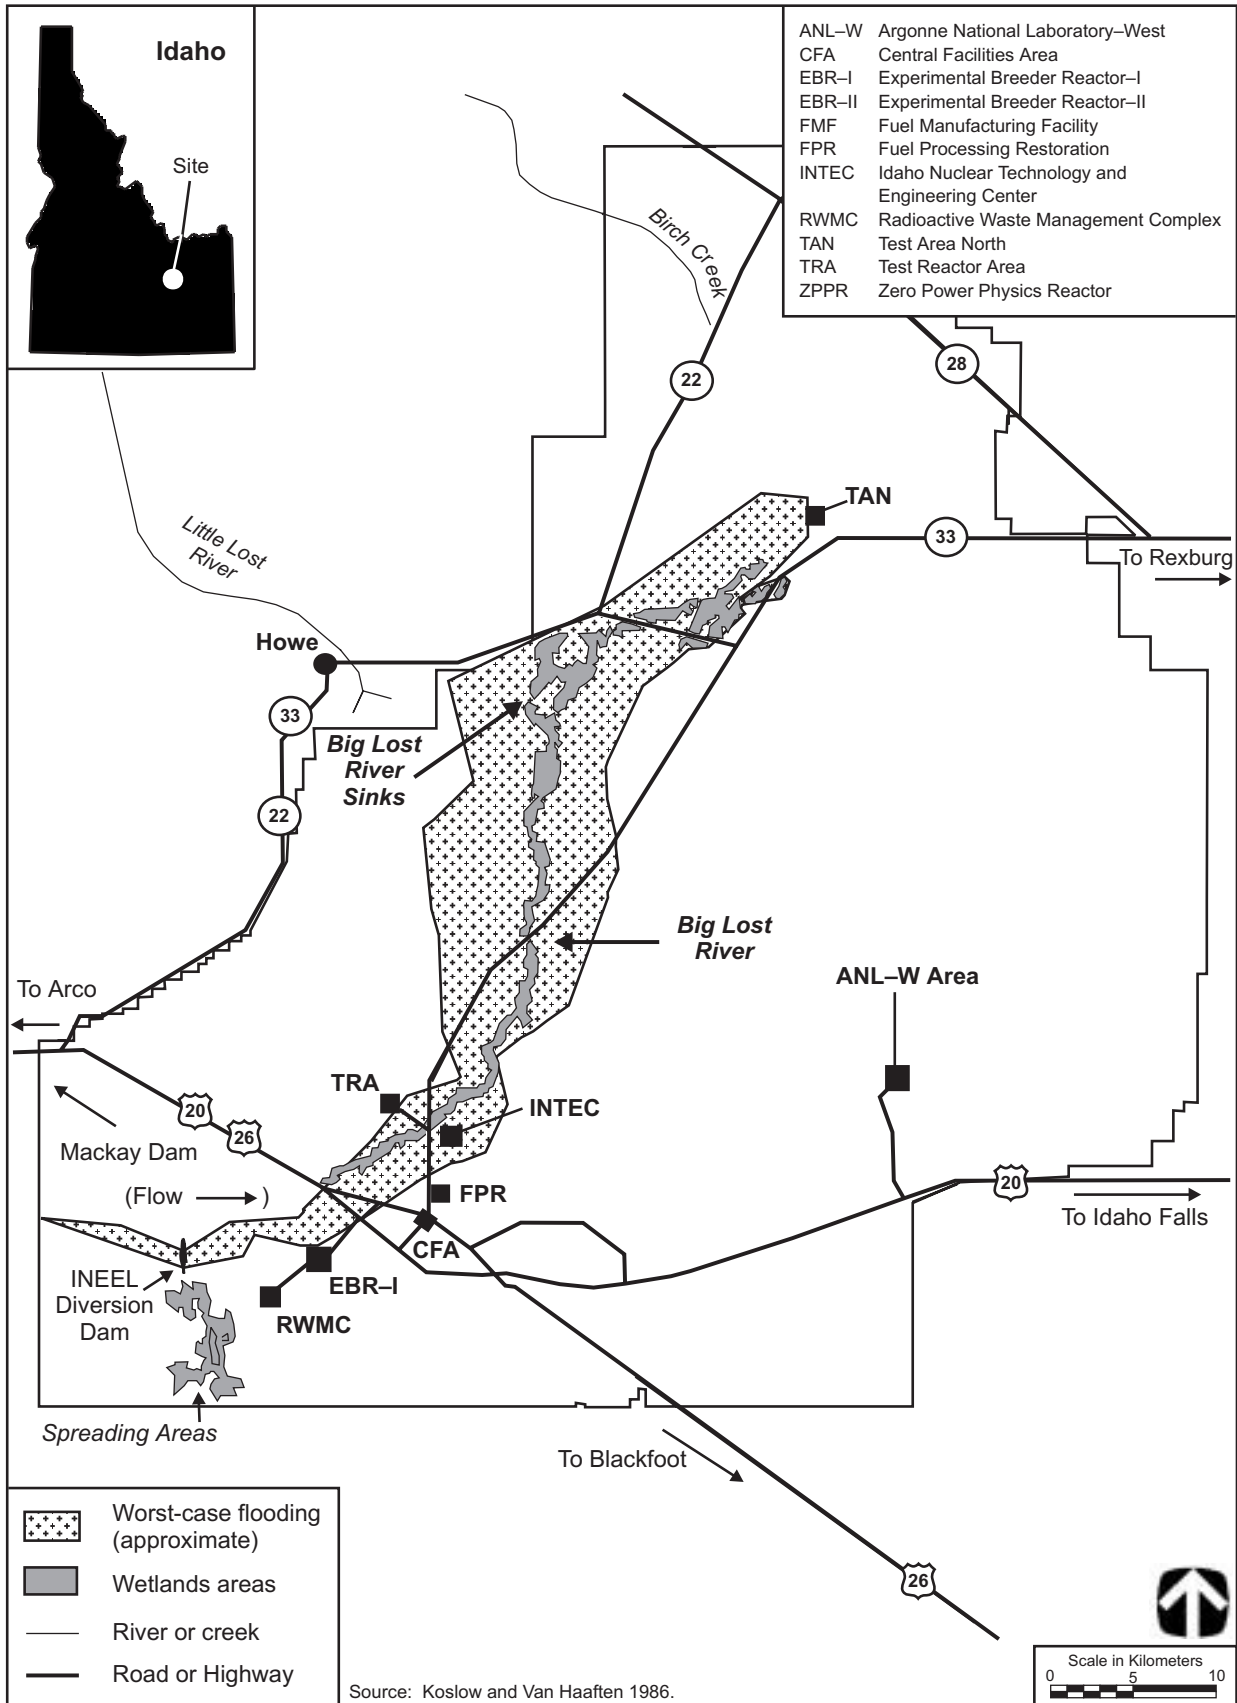 Idaho
Site
ANL–W Argonne National Laboratory–West
CFA Central Facilities Area
EBR–I Experimental Breeder Reactor–I
EBR–II Experimental Breeder Reactor–II
FMF Fuel Manufacturing Facility
FPR Fuel Processing Restoration
INTEC Idaho Nuclear Technology and
Engineering Center
RWMC Radioactive Waste Management Complex
TAN Test Area North
TRA Test Reactor Area
ZPPR Zero Power Physics Reactor
Birch Creek
22
28
TAN
33
To Rexburg
Little Lost
River
Howe
33
Big Lost
River
Sinks
22
Big Lost
River
ANL–W Area
To Arco
TRA
INTEC
20
26
Mackay Dam
(Flow )
FPR
20
To Idaho Falls
CFA
INEEL
Diversion
Dam
EBR–I
RWMC
Spreading Areas
To Blackfoot
26
Worst-case flooding
(approximate)
Wetlands areas
River or creek
Road or Highway
Source: Koslow and Van Haaften 1986.
Scale in Kilometers
0 5 10